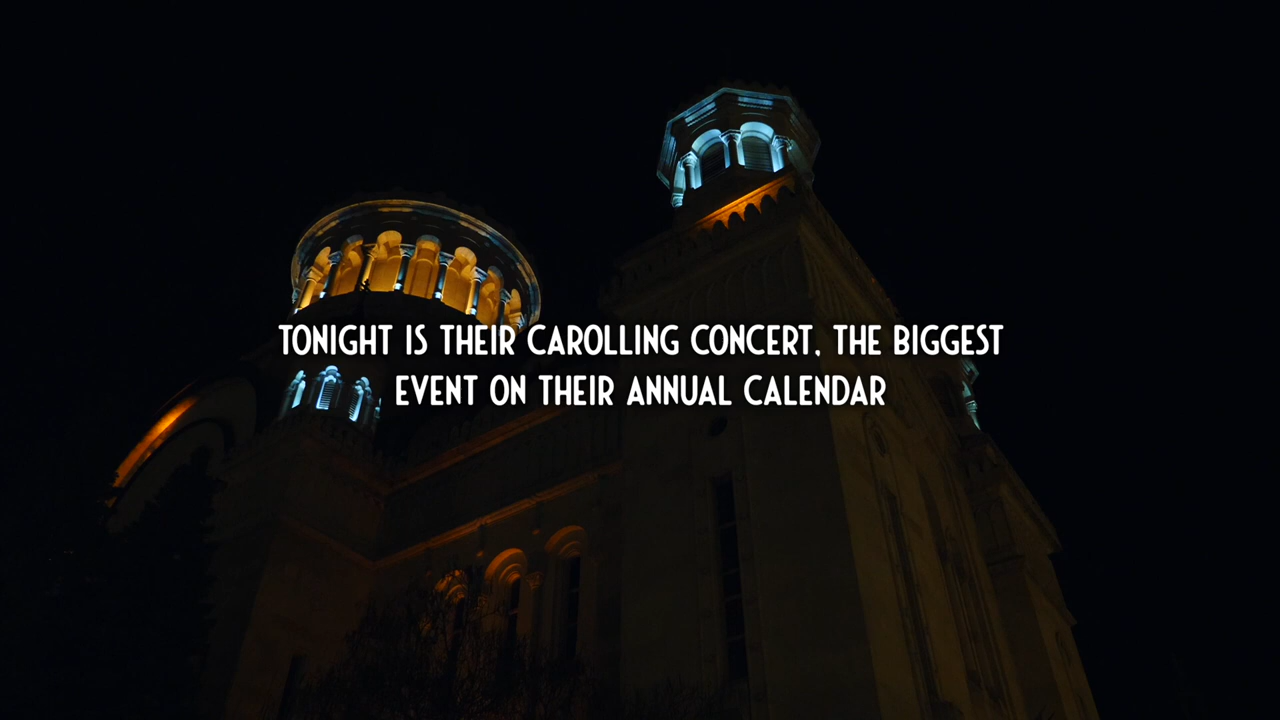 TONIGHT IS THEIR CAROLLING CONCERT, THE BIGGEST
EVENT ON THEIR ANNUAL CALENDAR